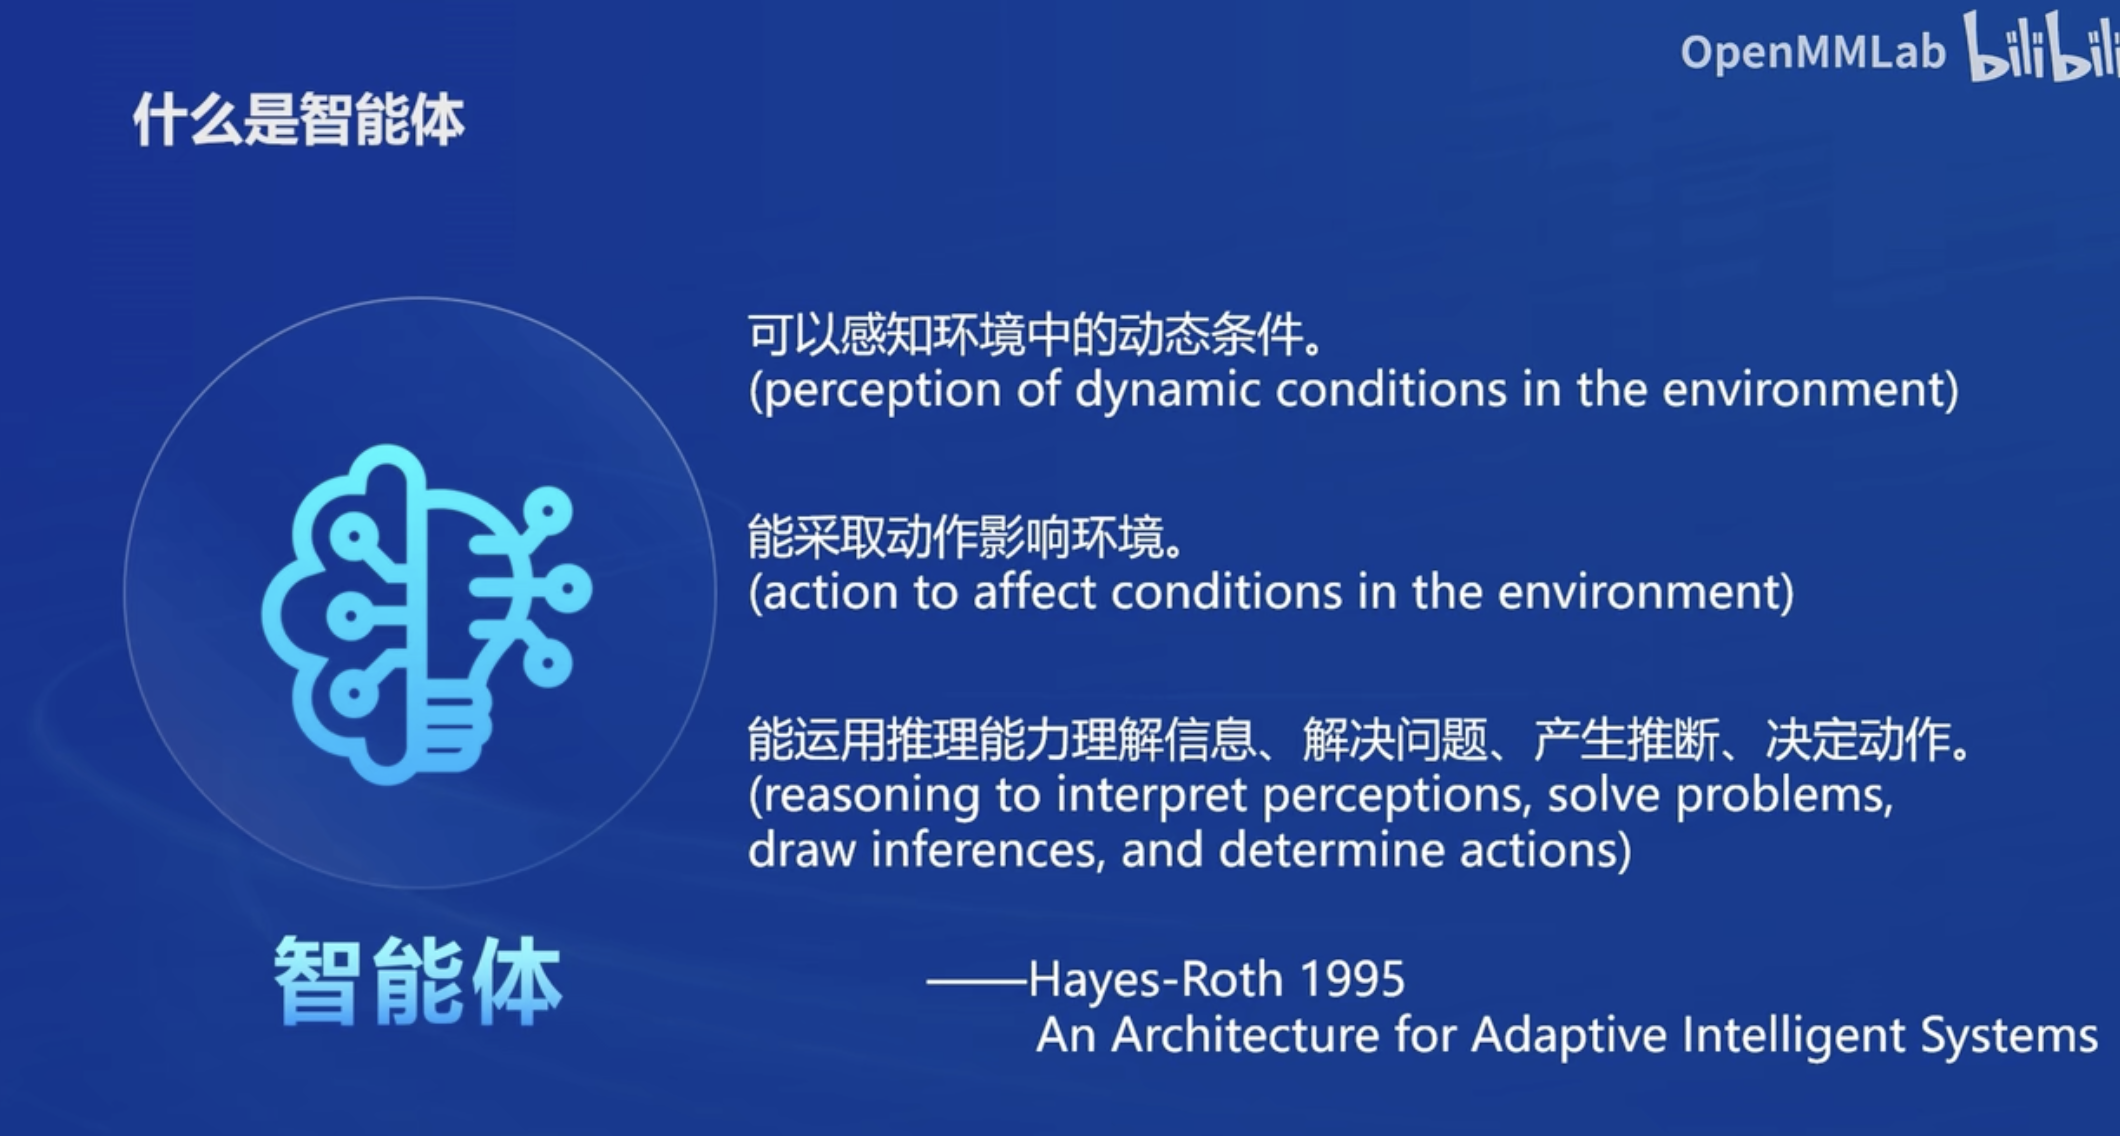 OpenMMLab bilibili
什么是智能体
可以感知环境中的动态条件。
(perception of dynamic conditions in the environment)
能采取动作影响环境。
(action to affect conditions in the environment)
能运用推理能力理解信息、解决问题、产生推断、决定动作。
(reasoning to interpret perceptions, solve problems,
draw inferences, and determine actions)
智能体
——Hayes-Roth 1995
An Architecture for Adaptive Intelligent Systems